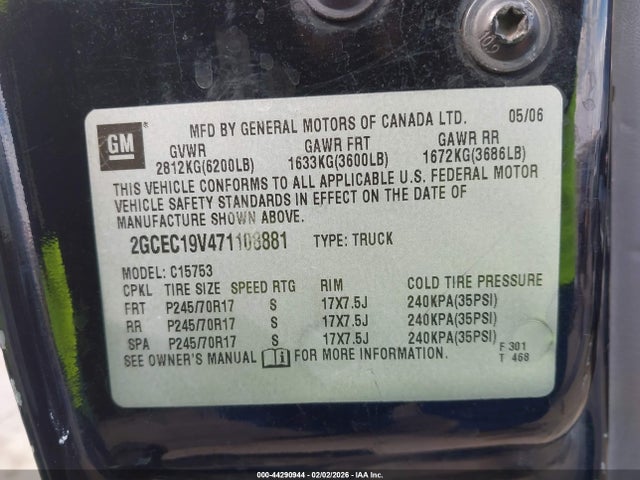 102
GM
MFD BY GENERAL MOTORS OF CANADA LTD. 05/06
GVWR GAWR FRT GAWR RR
2812KG(6200LB) 1633KG(3600LB) 1672KG(3686LB)
THIS VEHICLE CONFORMS TO ALL APPLICABLE U.S. FEDERAL MOTOR
VEHICLE SAFETY STANDARDS IN EFFECT ON THE DATE OF
MANUFACTURE SHOWN ABOVE.
2GCEC19V471108881 TYPE: TRUCK
MODEL: C15753
CPKL TIRE SIZE SPEED RTG RIM COLD TIRE PRESSURE
FRT P245/70R17 S 17X7.5J 240KPA(35PSI)
RR P245/70R17 S 17X7.5J 240KPA(35PSI)
SPA P245/70R17 S 17X7.5J 240KPA(35PSI)
SEE OWNER'S MANUAL FOR MORE INFORMATION.
F 301
T 468
000-44290944 - 02/02/2026 - IAA, Inc.